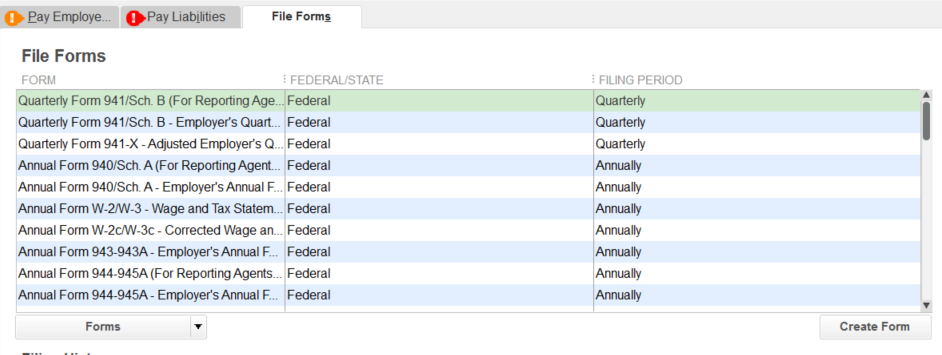 ! Pay Employe... ! Pay Liabilities File Forms
File Forms
FORM FEDERAL/STATE FILING PERIOD
Quarterly Form 941/Sch. B (For Reporting Age... Federal Quarterly
Quarterly Form 941/Sch. B - Employer's Quart... Federal Quarterly
Quarterly Form 941-X - Adjusted Employer's Q... Federal Quarterly
Annual Form 940/Sch. A (For Reporting Agent... Federal Annually
Annual Form 940/Sch. A - Employer's Annual F... Federal Annually
Annual Form W-2/W-3 - Wage and Tax Statem... Federal Annually
Annual Form W-2c/W-3c - Corrected Wage an... Federal Annually
Annual Form 943-943A - Employer's Annual F... Federal Annually
Annual Form 944-945A (For Reporting Agents... Federal Annually
Annual Form 944-945A - Employer's Annual F... Federal Annually
Forms Create Form